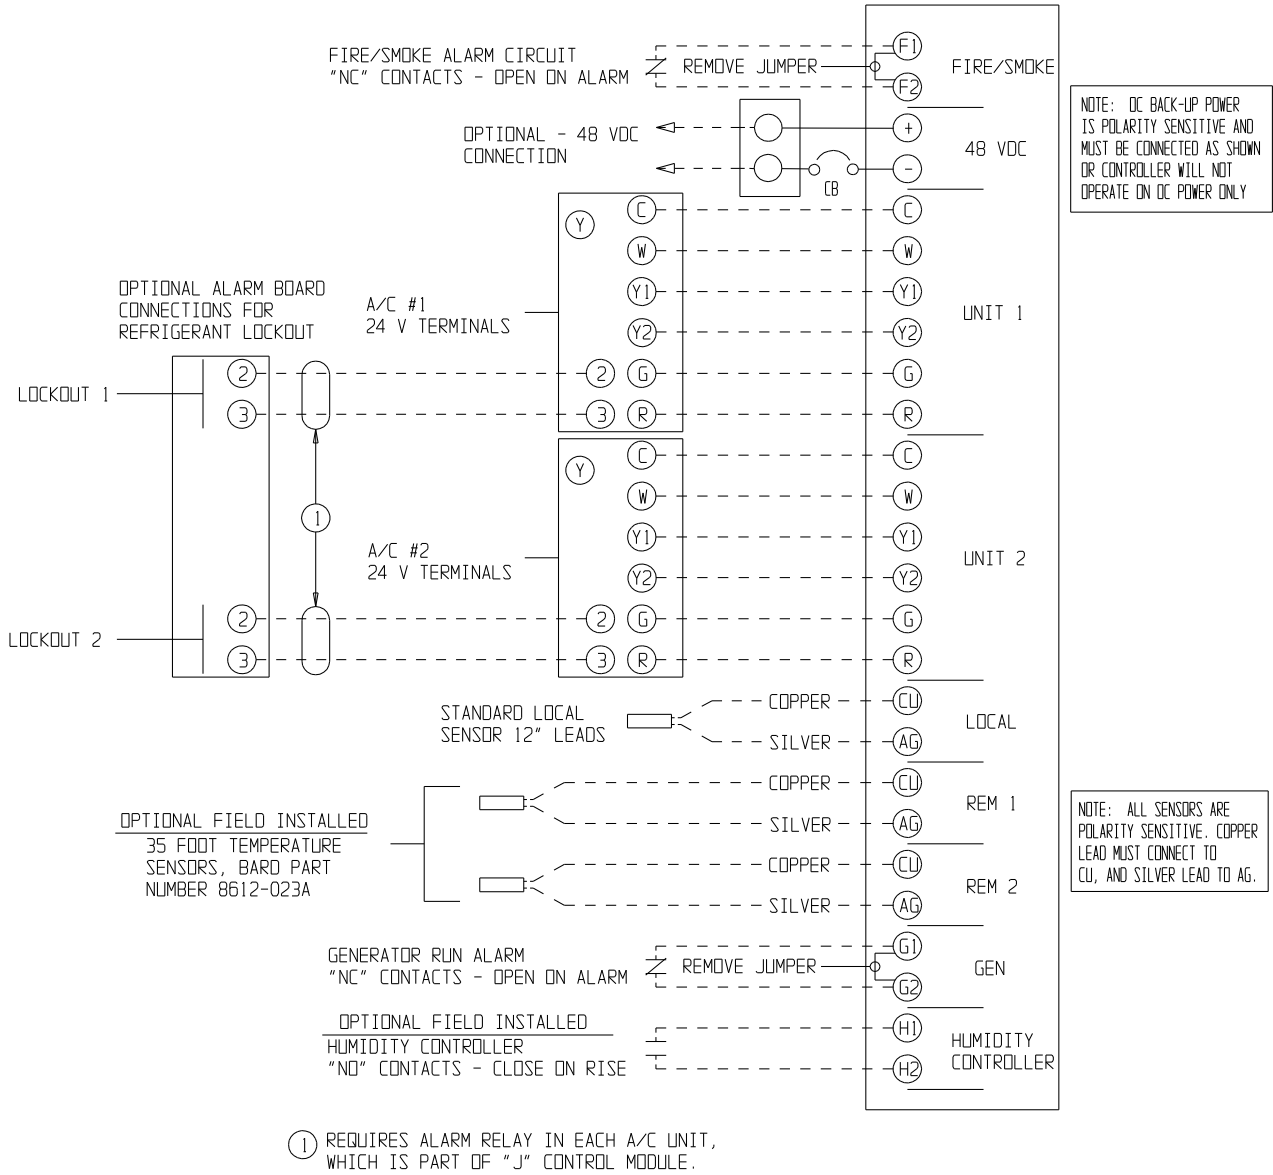 FIRE/SMOKE ALARM CIRCUIT
"NC" CONTACTS - OPEN ON ALARM
REMOVE JUMPER
F1
F2
FIRE/SMOKE
OPTIONAL - 48 VDC
CONNECTION
CB
+
-
48 VDC
NOTE: DC BACK-UP POWER
IS POLARITY SENSITIVE AND
MUST BE CONNECTED AS SHOWN
OR CONTROLLER WILL NOT
OPERATE ON DC POWER ONLY
OPTIONAL ALARM BOARD
CONNECTIONS FOR
REFRIGERANT LOCKOUT
LOCKOUT 1
2
3
A/C #1
24 V TERMINALS
Y
C
W
Y1
Y2
2
G
3
R
C
W
Y1
Y2
G
R
UNIT 1
1
LOCKOUT 2
2
3
A/C #2
24 V TERMINALS
Y
C
W
Y1
Y2
2
G
3
R
C
W
Y1
Y2
G
R
UNIT 2
STANDARD LOCAL
SENSOR 12" LEADS
COPPER
SILVER
CU
AG
LOCAL
OPTIONAL FIELD INSTALLED
35 FOOT TEMPERATURE
SENSORS, BARD PART
NUMBER 8612-023A
COPPER
SILVER
CU
AG
REM 1
COPPER
SILVER
CU
AG
REM 2
NOTE: ALL SENSORS ARE
POLARITY SENSITIVE. COPPER
LEAD MUST CONNECT TO
CU, AND SILVER LEAD TO AG.
GENERATOR RUN ALARM
"NC" CONTACTS - OPEN ON ALARM
REMOVE JUMPER
G1
G2
GEN
OPTIONAL FIELD INSTALLED
HUMIDITY CONTROLLER
"NO" CONTACTS - CLOSE ON RISE
H1
H2
HUMIDITY
CONTROLLER
1 REQUIRES ALARM RELAY IN EACH A/C UNIT,
WHICH IS PART OF "J" CONTROL MODULE.